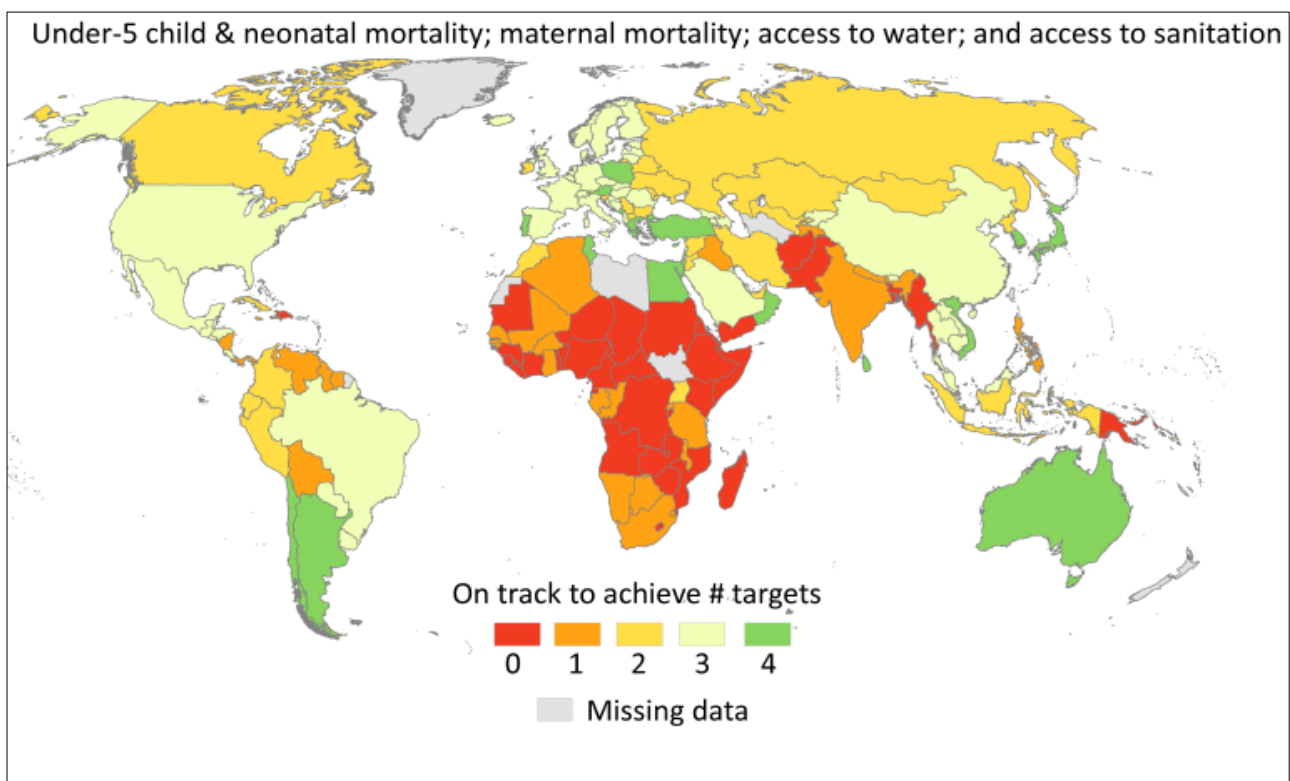 Under-5 child & neonatal mortality; maternal mortality; access to water; and access to sanitation
On track to achieve # targets
0 1 2 3 4
Missing data